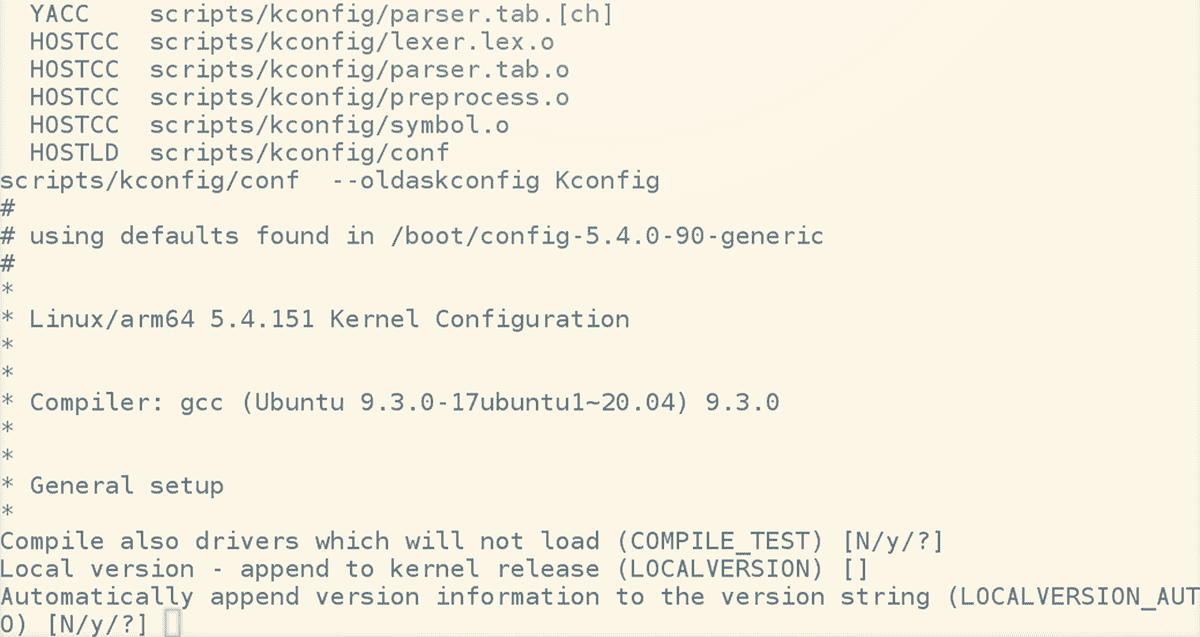 YACC    scripts/kconfig/parser.tab.[ch]
HOSTCC  scripts/kconfig/lexer.lex.o
HOSTCC  scripts/kconfig/parser.tab.o
HOSTCC  scripts/kconfig/preprocess.o
HOSTCC  scripts/kconfig/symbol.o
HOSTLD  scripts/kconfig/conf
scripts/kconfig/conf  --oldaskconfig Kconfig
#
# using defaults found in /boot/config-5.4.0-90-generic
#
*
* Linux/arm64 5.4.151 Kernel Configuration
*
*
* Compiler: gcc (Ubuntu 9.3.0-17ubuntu1~20.04) 9.3.0
*
*
* General setup
*
Compile also drivers which will not load (COMPILE_TEST) [N/y/?]
Local version - append to kernel release (LOCALVERSION) []
Automatically append version information to the version string (LOCALVERSION_AUT
O) [N/y/?]